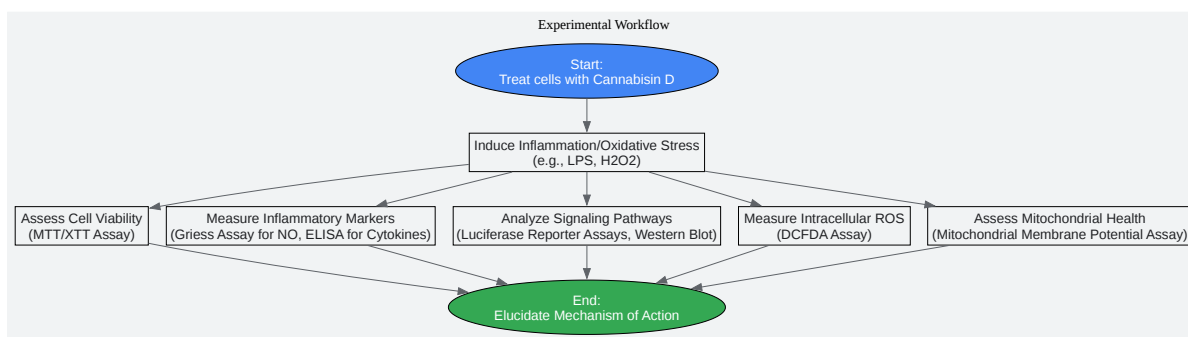 Experimental Workflow
Start:
Treat cells with Cannabisin D
Induce Inflammation/Oxidative Stress
(e.g., LPS, H2O2)
Assess Cell Viability
(MTT/XTT Assay)
Measure Inflammatory Markers
(Griess Assay for NO, ELISA for Cytokines)
Analyze Signaling Pathways
(Luciferase Reporter Assays, Western Blot)
Measure Intracellular ROS
(DCFDA Assay)
Assess Mitochondrial Health
(Mitochondrial Membrane Potential Assay)
End:
Elucidate Mechanism of Action